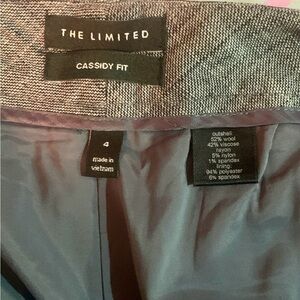 THE LIMITED
CASSIDY FIT
4
made in
vietnam
outshell:
52% wool
42% viscose
rayon
5% nylon
1% spandex
lining:
94% polyester
6% spandex